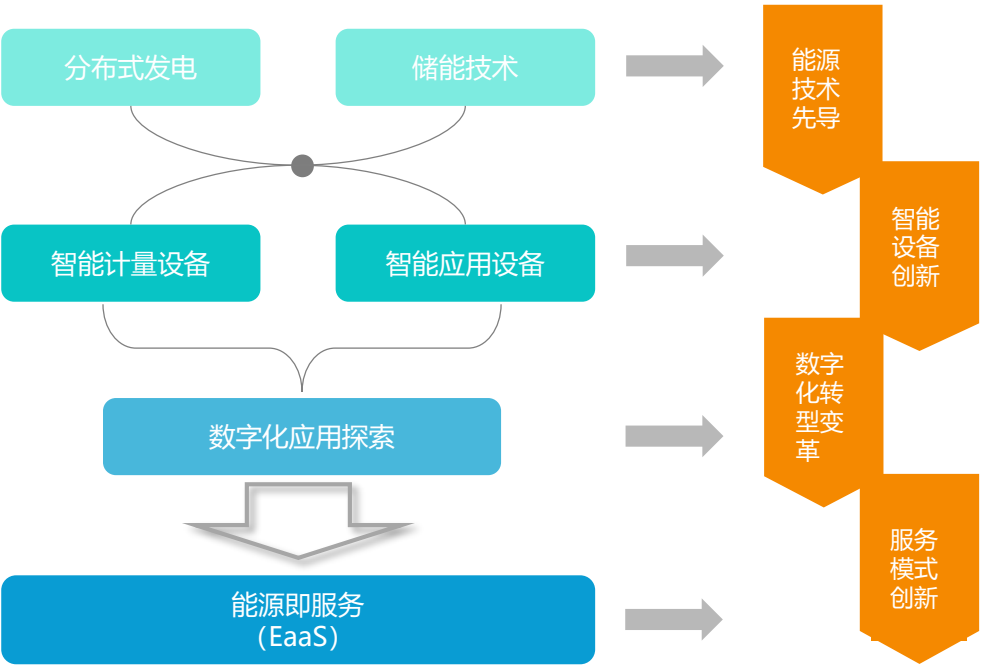 分布式发电
储能技术
能源
技术
先导
智能计量设备
智能应用设备
智能
设备
创新
数字化应用探索
数字
化转
型变
革
能源即服务
（EaaS）
服务
模式
创新